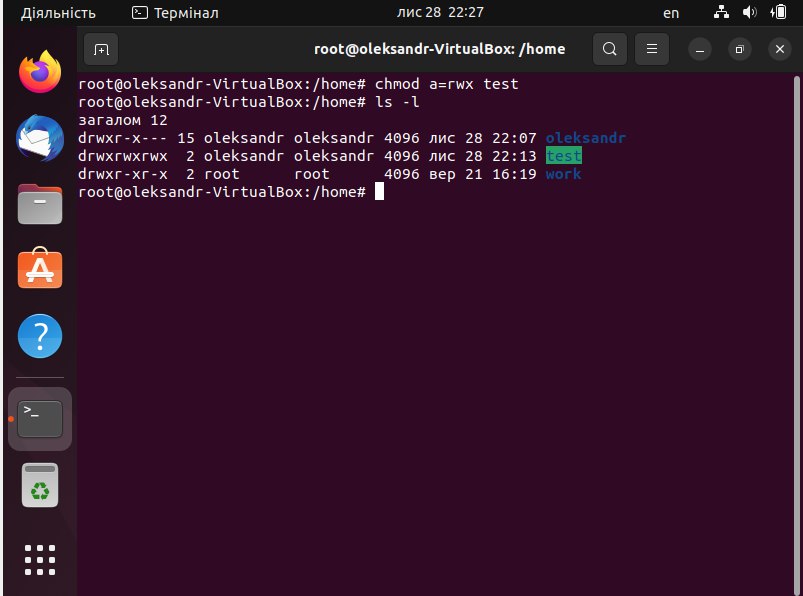 Діяльність Термінал лис 28 22:27 en
root@oleksandr-VirtualBox: /home
root@oleksandr-VirtualBox:/home# chmod a=rwx test
root@oleksandr-VirtualBox:/home# ls -l
загалом 12
drwxr-x--- 15 oleksandr oleksandr 4096 лис 28 22:07 oleksandr
drwxrwxrwx  2 oleksandr oleksandr 4096 лис 28 22:13 test
drwxr-xr-x  2 root      root      4096 вер 21 16:19 work
root@oleksandr-VirtualBox:/home#